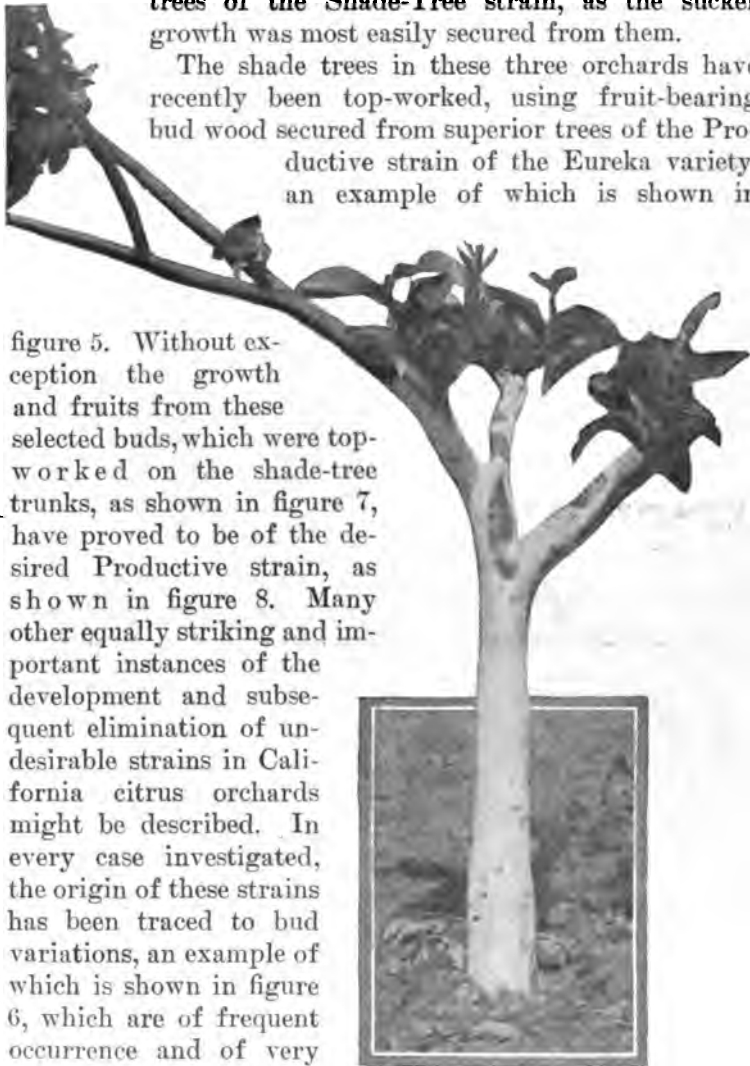 trees of the Shade-Tree strain, as the sucker
growth was most easily secured from them.
The shade trees in these three orchards have
recently been top-worked, using fruit-bearing
bud wood secured from superior trees of the Pro-
ductive strain of the Eureka variety
an example of which is shown in
figure 5. Without ex-
ception the growth
and fruits from these
selected buds, which were top-
worked on the shade-tree
trunks, as shown in figure 7,
have proved to be of the de-
sired Productive strain, as
shown in figure 8. Many
other equally striking and im-
portant instances of the
development and subse-
quent elimination of un-
desirable strains in Cali-
fornia citrus orchards
might be described. In
every case investigated,
the origin of these strains
has been traced to bud
variations, an example of
which is shown in figure
6, which are of frequent
occurrence and of very